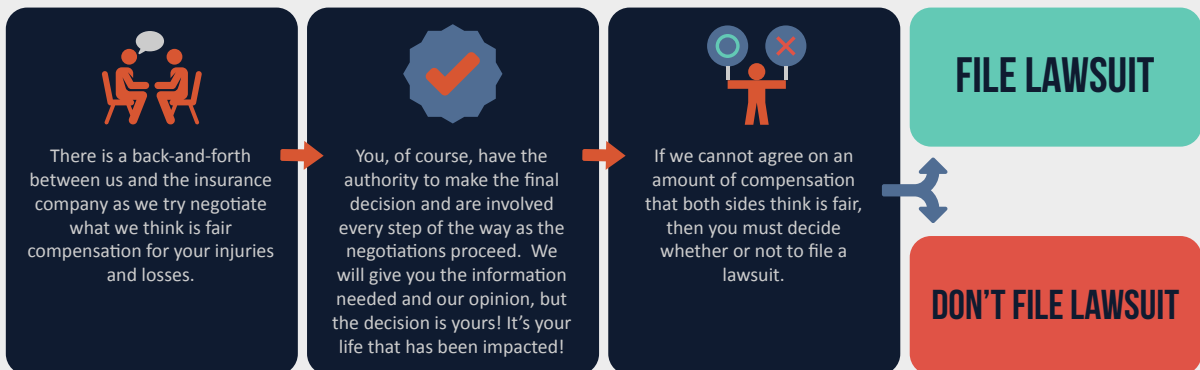 There is a back-and-forth
between us and the insurance
company as we try negotiate
what we think is fair
compensation for your injuries
and losses.
You, of course, have the
authority to make the final
decision and are involved
every step of the way as the
negotiations proceed.  We
will give you the information
needed and our opinion, but
the decision is yours! It’s your
life that has been impacted!
If we cannot agree on an
amount of compensation
that both sides think is fair,
then you must decide
whether or not to file a
lawsuit.
FILE LAWSUIT
DON’T FILE LAWSUIT